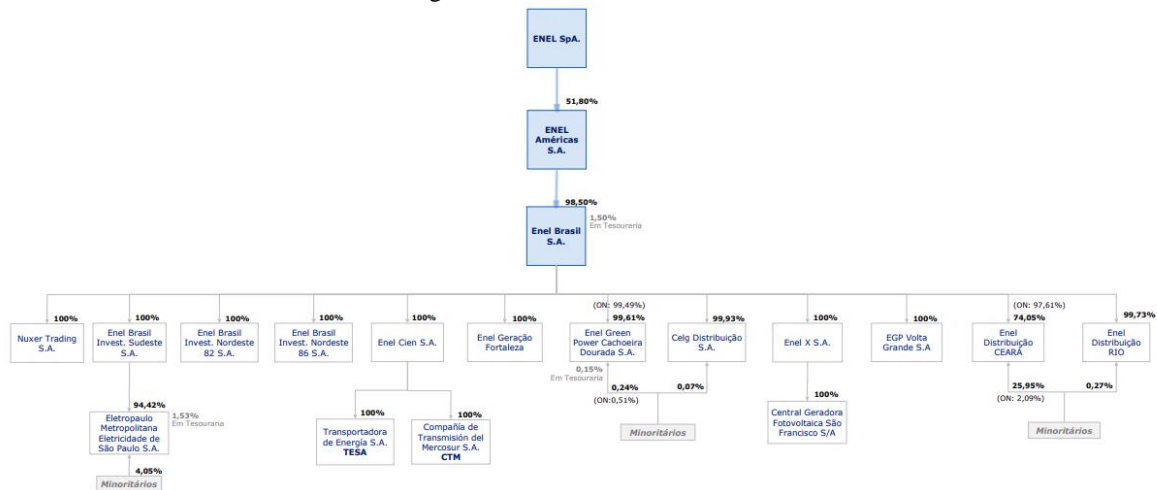 ENEL SpA.
51,80%
ENEL
Américas
S.A.
98,50%
Enel Brasil
S.A.
1,50%
Em Tesouraria
100%
Nuxer Trading
S.A.
100%
Enel Brasil
Invest. Sudeste
S.A.
100%
Enel Brasil
Invest. Nordeste
82 S.A.
100%
Enel Brasil
Invest. Nordeste
86 S.A.
100%
Enel Cien S.A.
100%
Enel Geração
Fortaleza
(ON: 99,49%)
99,61%
Enel Green
Power Cachoeira
Dourada S.A.
99,93%
Celg Distribuição
S.A.
100%
Enel X S.A.
100%
EGP Volta
Grande S.A
(ON: 97,61%)
74,05%
Enel
Distribuição
CEARÁ
99,73%
Enel
Distribuição
RIO
94,42%
Eletropaulo
Metropolitana
Eletricidade de
São Paulo S.A.
1,53%
Em Tesouraria
4,05%
Minoritários
100%
Transportadora
de Energía S.A.
TESA
100%
Compañía de
Transmisión del
Mercosur S.A.
CTM
0,15%
Em Tesouraria
0,24%
(ON:0,51%)
0,07%
Minoritários
100%
Central Geradora
Fotovoltaica São
Francisco S/A
25,95%
(ON: 2,09%)
0,27%
Minoritários